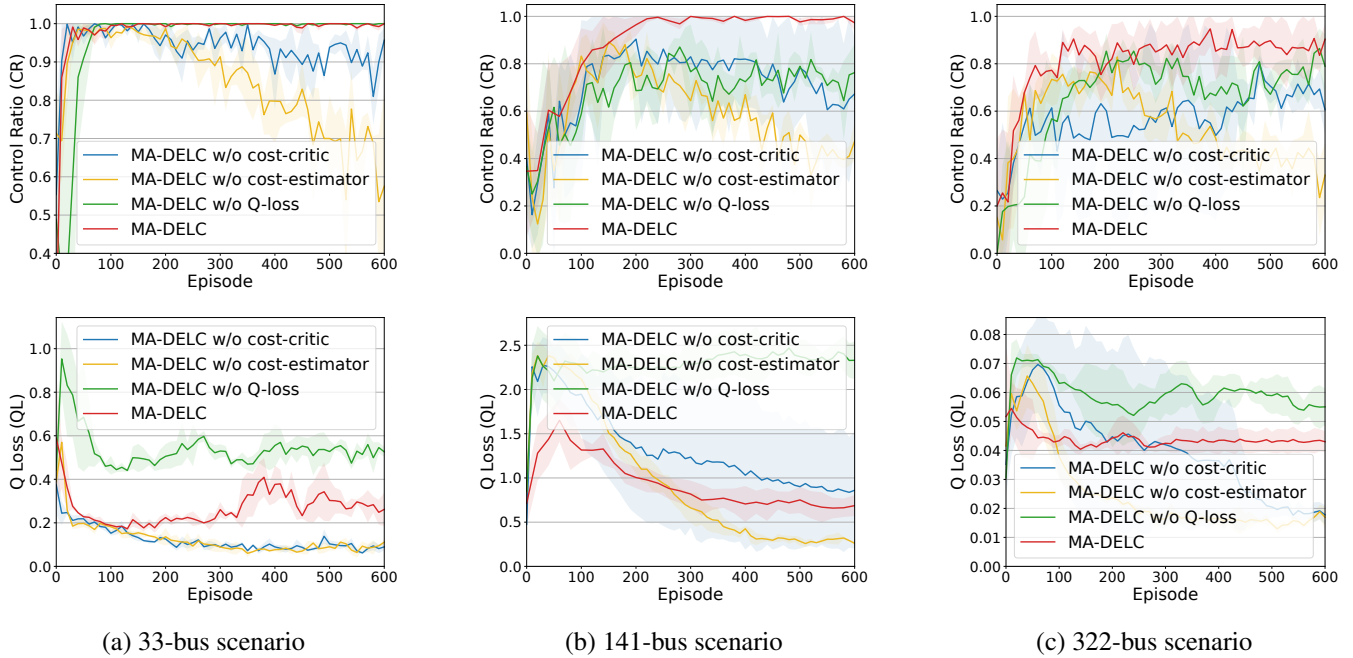 Control Ratio (CR)
1.0
0.9
0.8
0.7
0.6
0.5
0.4
MA-DELC w/o cost-critic
MA-DELC w/o cost-estimator
MA-DELC w/o Q-loss
MA-DELC
0 100 200 300 400 500 600
Episode
Control Ratio (CR)
1.0
0.8
0.6
0.4
0.2
0.0
MA-DELC w/o cost-critic
MA-DELC w/o cost-estimator
MA-DELC w/o Q-loss
MA-DELC
0 100 200 300 400 500 600
Episode
Control Ratio (CR)
1.0
0.8
0.6
0.4
0.2
0.0
MA-DELC w/o cost-critic
MA-DELC w/o cost-estimator
MA-DELC w/o Q-loss
MA-DELC
0 100 200 300 400 500 600
Episode
Q Loss (QL)
1.0
0.8
0.6
0.4
0.2
0.0
MA-DELC w/o cost-critic
MA-DELC w/o cost-estimator
MA-DELC w/o Q-loss
MA-DELC
0 100 200 300 400 500 600
Episode
Q Loss (QL)
2.5
2.0
1.5
1.0
0.5
0.0
MA-DELC w/o cost-critic
MA-DELC w/o cost-estimator
MA-DELC w/o Q-loss
MA-DELC
0 100 200 300 400 500 600
Episode
Q Loss (QL)
0.08
0.07
0.06
0.05
0.04
0.03
0.02
0.01
0.00
MA-DELC w/o cost-critic
MA-DELC w/o cost-estimator
MA-DELC w/o Q-loss
MA-DELC
0 100 200 300 400 500 600
Episode
(a) 33-bus scenario
(b) 141-bus scenario
(c) 322-bus scenario